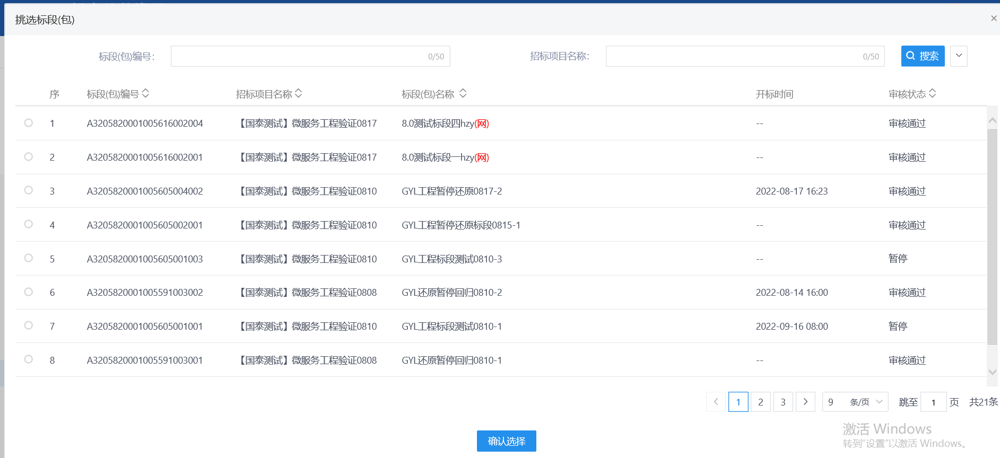 挑选标段(包)
标段(包)编号： 0/50 招标项目名称： 0/50 搜索
序 标段(包)编号 招标项目名称 标段(包)名称 开标时间 审核状态
1 A3205820001005616002004 【国泰测试】微服务工程验证0817 8.0测试标段四hzy(网) -- 审核通过
2 A3205820001005616002001 【国泰测试】微服务工程验证0817 8.0测试标段一hzy(网) -- 审核通过
3 A3205820001005605004002 【国泰测试】微服务工程验证0810 GYL工程暂停还原0817-2 2022-08-17 16:23 审核通过
4 A3205820001005605002001 【国泰测试】微服务工程验证0810 GYL工程暂停还原标段0815-1 -- 审核通过
5 A3205820001005605001003 【国泰测试】微服务工程验证0810 GYL工程标段测试0810-3 -- 暂停
6 A3205820001005591003002 【国泰测试】微服务工程验证0808 GYL还原暂停回归0810-2 2022-08-14 16:00 审核通过
7 A3205820001005605001001 【国泰测试】微服务工程验证0810 GYL工程标段测试0810-1 2022-09-16 08:00 暂停
8 A3205820001005591003001 【国泰测试】微服务工程验证0808 GYL还原暂停回归0810-1 -- 审核通过
1 2 3 9 条/页 跳至 1 页 共21条
确认选择
激活 Windows
转到“设置”以激活 Windows。